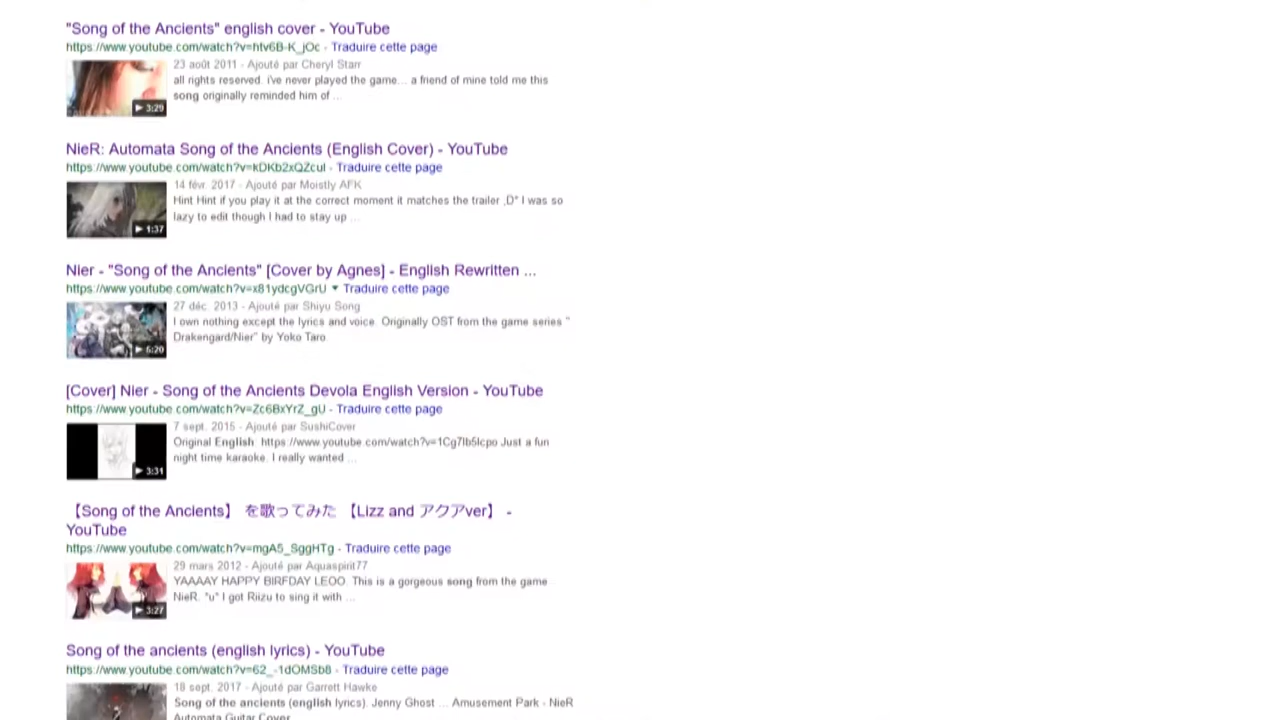 "Song of the Ancients" english cover - YouTube
https://www.youtube.com/watch?v=htv6B-K_jOc - Traduire cette page
23 août 2011 - Ajouté par Cheryl Starr
3:29
all rights reserved. i've never played the game... a friend of mine told me this
song originally reminded him of ...
NieR: Automata Song of the Ancients (English Cover) - YouTube
https://www.youtube.com/watch?v=kDKb2xQZcuI - Traduire cette page
14 févr. 2017 - Ajouté par Moistly AFK
1:37
Hint Hint if you play it at the correct moment it matches the trailer ;D* I was so
lazy to edit though I had to stay up ...
Nier - "Song of the Ancients" [Cover by Agnes] - English Rewritten ...
https://www.youtube.com/watch?v=x81ydcgVGrU ▾ Traduire cette page
27 déc. 2013 - Ajouté par Shiyu Song
6:20
I own nothing except the lyrics and voice. Originally OST from the game series "
Drakengard/Nier" by Yoko Taro
[Cover] Nier - Song of the Ancients Devola English Version - YouTube
https://www.youtube.com/watch?v=Zc6BxYrZ_gU - Traduire cette page
7 sept. 2015 - Ajouté par SushiCover
3:31
Original English https://www.youtube.com/watch?v=1Cg7lb5lcpo Just a fun
night time karaoke. I really wanted ...
【Song of the Ancients】 を歌ってみた 【Lizz and アクアver】 -
YouTube
https://www.youtube.com/watch?v=mgA5_SggHTg - Traduire cette page
29 mars 2012 - Ajouté par Aquaspirit77
3:27
YAAAAY HAPPY BIRFDAY LEOO. This is a gorgeous song from the game
NieR. *u* I got Riizu to sing it with ...
Song of the ancients (english lyrics) - YouTube
https://www.youtube.com/watch?v=62_-1dOMSb8 - Traduire cette page
18 sept. 2017 - Ajouté par Garrett Hawke
Song of the ancients (english lyrics). Jenny Ghost ... Amusement Park - NieR
Automata Guitar Cover